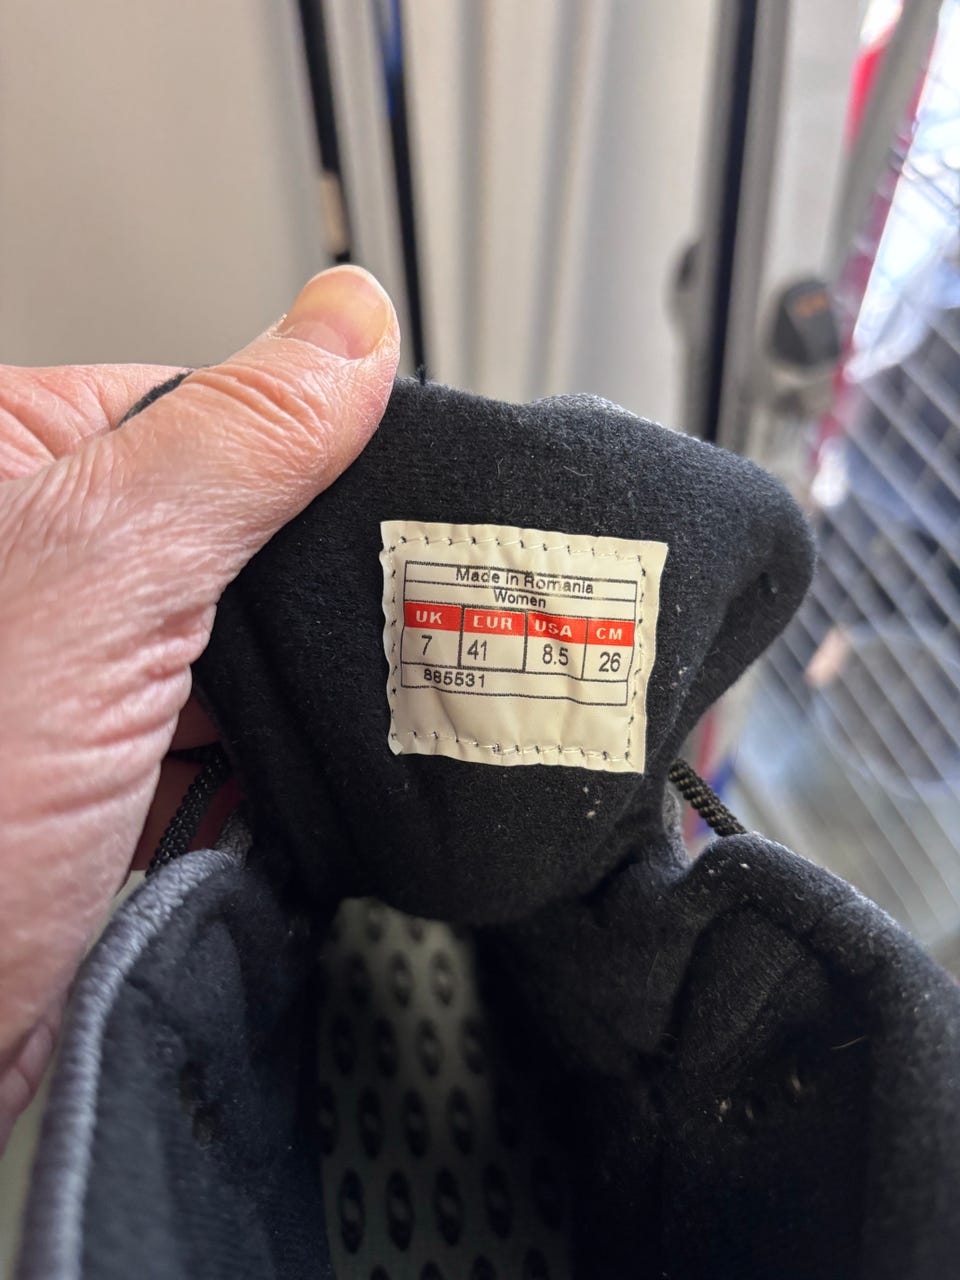 Made in Romania
Women
UK EUR USA CM
7 41 8.5 26
885531